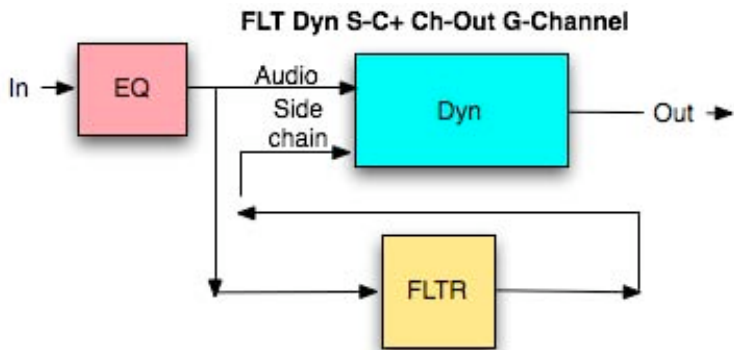 FLT Dyn S-C+ Ch-Out G-Channel
In
EQ
Audio
Side
chain
Dyn
Out
FLTR